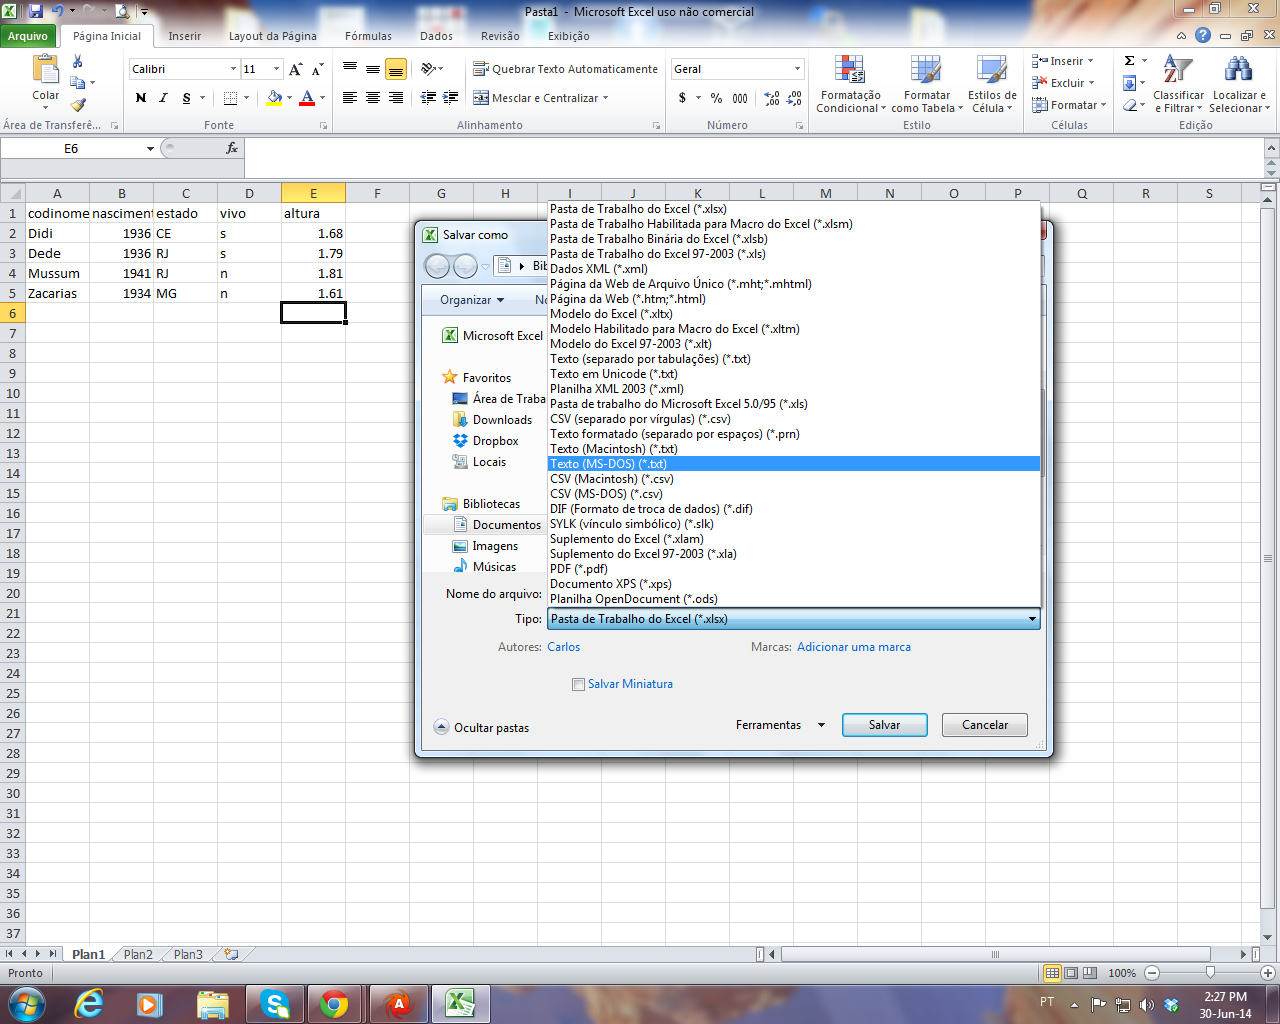 Pasta1 - Microsoft Excel uso não comercial
Arquivo Página Inicial Inserir Layout da Página Fórmulas Dados Revisão Exibição
Colar
Calibri 11
N I S
Quebrar Texto Automaticamente
Mesclar e Centralizar
Geral
$ % 000
Formatação Condicional
Formatar como Tabela
Estilos de Célula
Inserir
Excluir
Formatar
Classificar e Filtrar
Localizar e Selecionar
Área de Transferê... Fonte Alinhamento Número Estilo Células Edição
E6 fx
A B C D E F G H I J K L M N O P Q R S
1 codinome nasciment estado vivo altura
2 Didi 1936 CE s 1.68
3 Dede 1936 RJ s 1.79
4 Mussum 1941 RJ n 1.81
5 Zacarias 1934 MG n 1.61
6
7
8
9
10
11
12
13
14
15
16
17
18
19
20
21
22
23
24
25
26
27
28
29
30
31
32
33
34
35
36
37
Salvar como
Bib
Organizar No
Microsoft Excel
Favoritos
Área de Traba
Downloads
Dropbox
Locais
Bibliotecas
Documentos
Imagens
Músicas
Pasta de Trabalho do Excel (*.xlsx)
Pasta de Trabalho Habilitada para Macro do Excel (*.xlsm)
Pasta de Trabalho Binária do Excel (*.xlsb)
Pasta de Trabalho do Excel 97-2003 (*.xls)
Dados XML (*.xml)
Página da Web de Arquivo Único (*.mht;*.mhtml)
Página da Web (*.htm;*.html)
Modelo do Excel (*.xltx)
Modelo Habilitado para Macro do Excel (*.xltm)
Modelo do Excel 97-2003 (*.xlt)
Texto (separado por tabulações) (*.txt)
Texto em Unicode (*.txt)
Planilha XML 2003 (*.xml)
Pasta de trabalho do Microsoft Excel 5.0/95 (*.xls)
CSV (separado por vírgulas) (*.csv)
Texto formatado (separado por espaços) (*.prn)
Texto (Macintosh) (*.txt)
Texto (MS-DOS) (*.txt)
CSV (Macintosh) (*.csv)
CSV (MS-DOS) (*.csv)
DIF (Formato de troca de dados) (*.dif)
SYLK (vínculo simbólico) (*.slk)
Suplemento do Excel (*.xlam)
Suplemento do Excel 97-2003 (*.xla)
PDF (*.pdf)
Documento XPS (*.xps)
Planilha OpenDocument (*.ods)
Nome do arquivo:
Tipo: Pasta de Trabalho do Excel (*.xlsx)
Autores: Carlos Marcas: Adicionar uma marca
Salvar Miniatura
Ocultar pastas Ferramentas Salvar Cancelar
Plan1 Plan2 Plan3
Pronto 100%
PT 2:27 PM
30-Jun-14